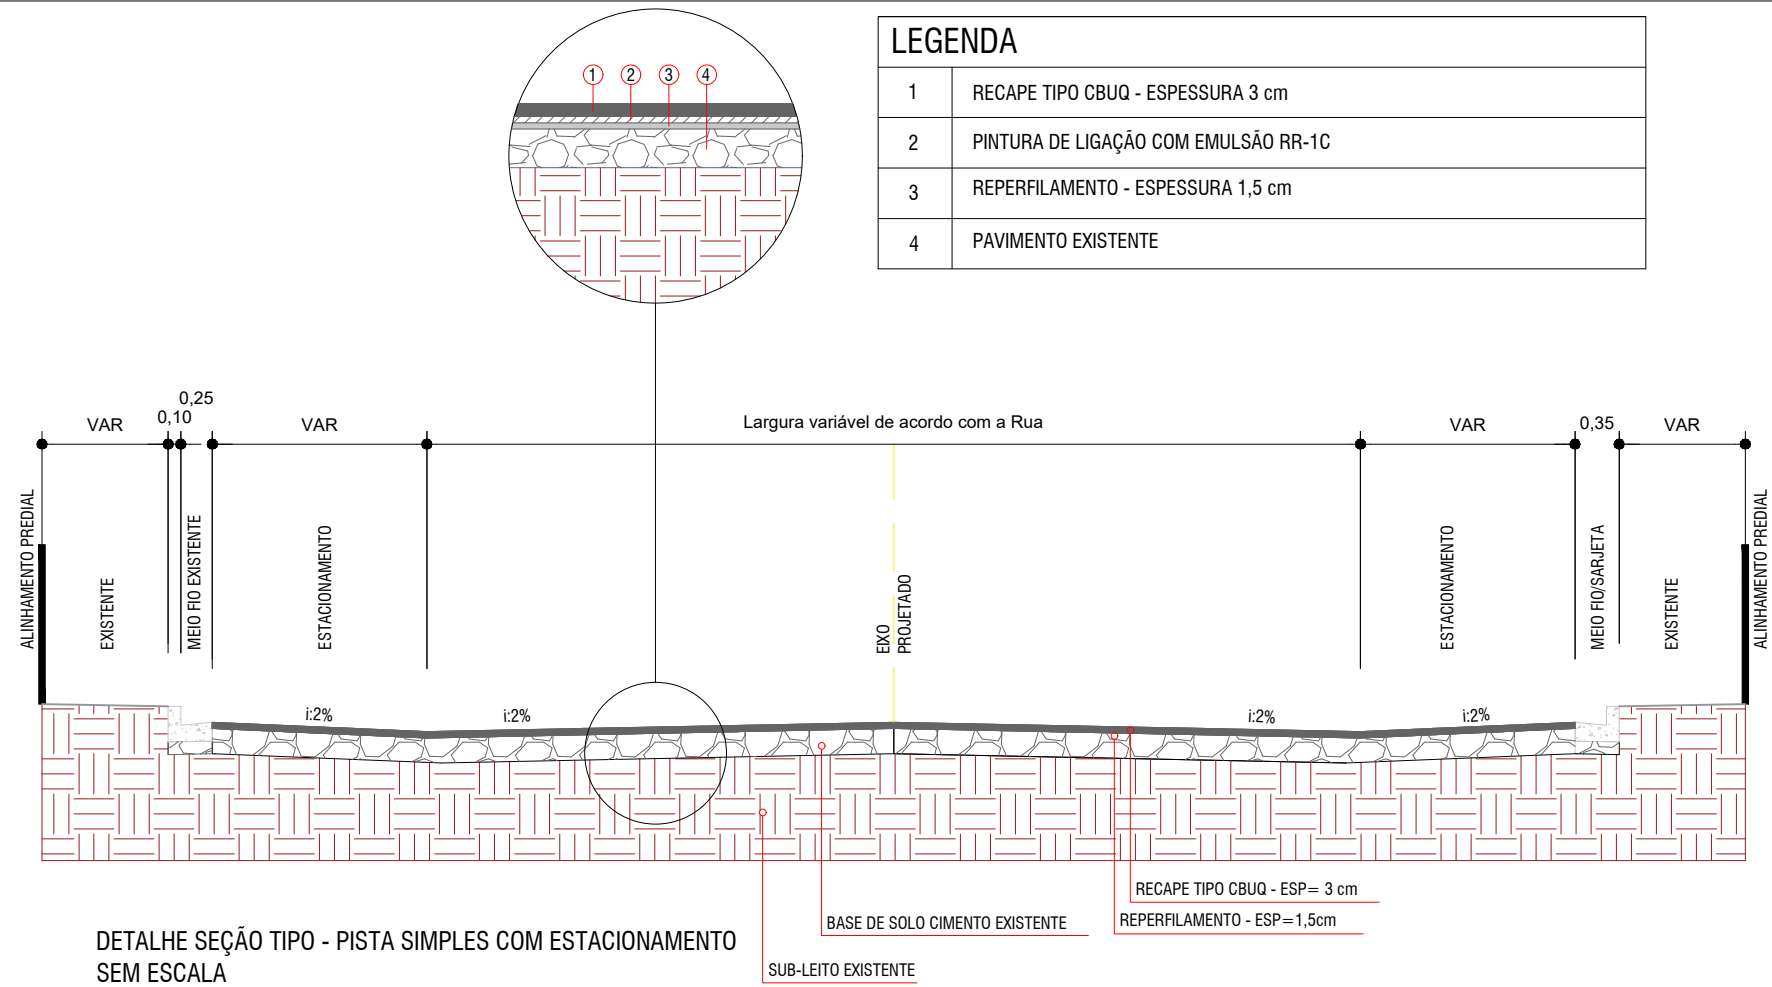 1 2 3 4
LEGENDA
1 RECAPE TIPO CBUQ - ESPESSURA 3 cm
2 PINTURA DE LIGAÇÃO COM EMULSÃO RR-1C
3 REPERFILAMENTO - ESPESSURA 1,5 cm
4 PAVIMENTO EXISTENTE
VAR
0,10
0,25
VAR
Largura variável de acordo com a Rua
VAR
0,35
VAR
ALINHAMENTO PREDIAL
EXISTENTE
MEIO FIO EXISTENTE
ESTACIONAMENTO
EIXO
PROJETADO
ESTACIONAMENTO
MEIO FIO/SARJETA
EXISTENTE
ALINHAMENTO PREDIAL
i:2%
i:2%
i:2%
i:2%
RECAPE TIPO CBUQ - ESP= 3 cm
REPERFILAMENTO - ESP=1,5cm
BASE DE SOLO CIMENTO EXISTENTE
SUB-LEITO EXISTENTE
DETALHE SEÇÃO TIPO - PISTA SIMPLES COM ESTACIONAMENTO
SEM ESCALA